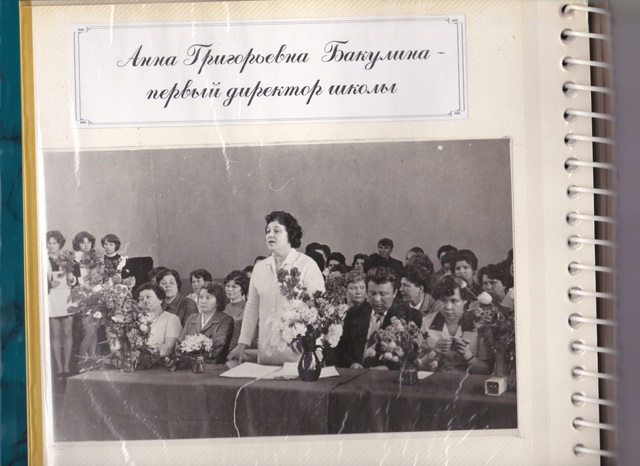 Анна Григорьевна Бакулина -
первый директор школы